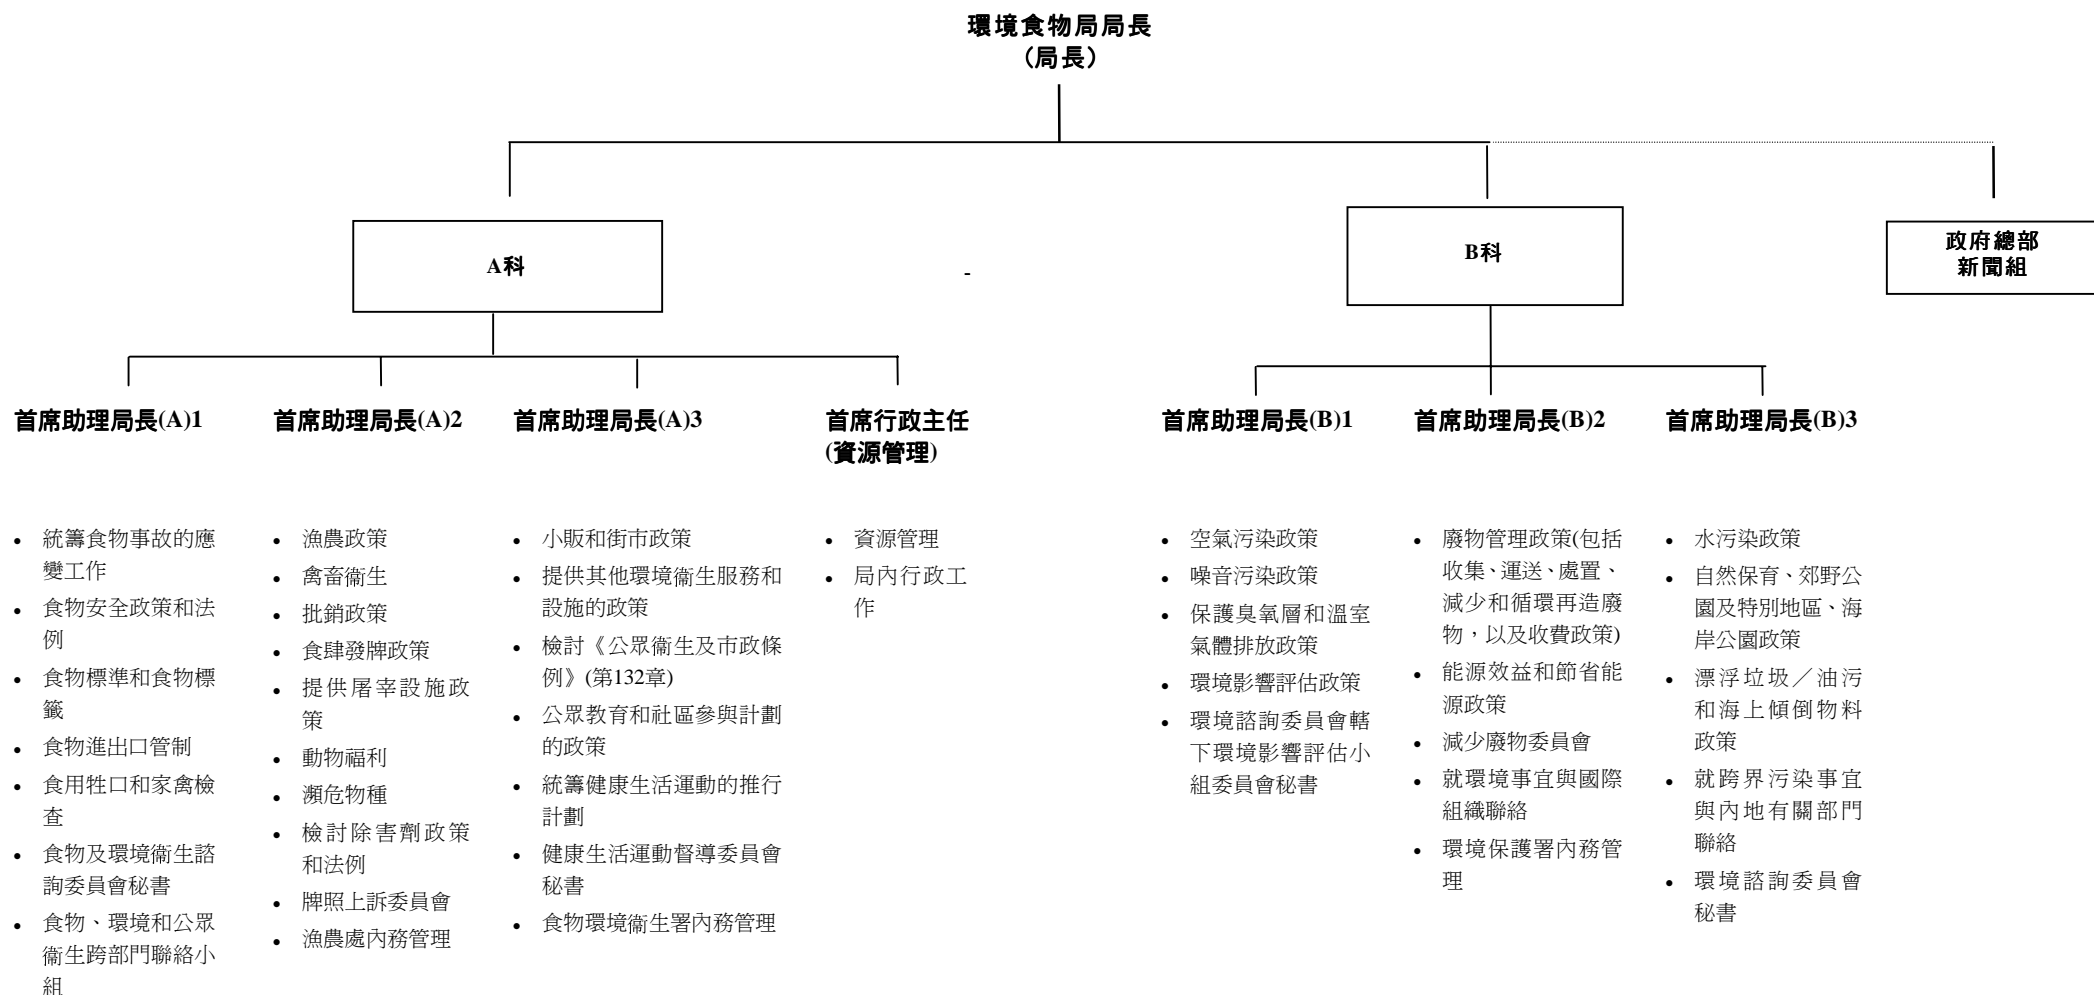 環境食物局局長
(局長)
A科
-
B科
政府總部
新聞組
首席助理局長(A)1
• 統籌食物事故的應
變工作
• 食物安全政策和法
例
• 食物標準和食物標
籤
• 食物進出口管制
• 食用牲口和家禽檢
查
• 食物及環境衞生諮
詢委員會秘書
• 食物、環境和公眾
衞生跨部門聯絡小
組
首席助理局長(A)2
• 漁農政策
• 禽畜衞生
• 批銷政策
• 食肆發牌政策
• 提供屠宰設施政
策
• 動物福利
• 瀕危物種
• 檢討除害劑政策
和法例
• 牌照上訴委員會
• 漁農處內務管理
首席助理局長(A)3
• 小販和街市政策
• 提供其他環境衞生服務和
設施的政策
• 檢討《公眾衞生及市政條
例》(第132章)
• 公眾教育和社區參與計劃
的政策
• 統籌健康生活運動的推行
計劃
• 健康生活運動督導委員會
秘書
• 食物環境衞生署內務管理
首席行政主任
(資源管理)
• 資源管理
• 局內行政工
作
首席助理局長(B)1
• 空氣污染政策
• 噪音污染政策
• 保護臭氧層和溫室
氣體排放政策
• 環境影響評估政策
• 環境諮詢委員會轄
下環境影響評估小
組委員會秘書
首席助理局長(B)2
• 廢物管理政策(包括
收集、運送、處置、
減少和循環再造廢
物，以及收費政策)
• 能源效益和節省能
源政策
• 減少廢物委員會
• 就環境事宜與國際
組織聯絡
• 環境保護署內務管
理
首席助理局長(B)3
• 水污染政策
• 自然保育、郊野公
園及特別地區、海
岸公園政策
• 漂浮垃圾／油污
和海上傾倒物料
政策
• 就跨界污染事宜
與內地有關部門
聯絡
• 環境諮詢委員會
秘書